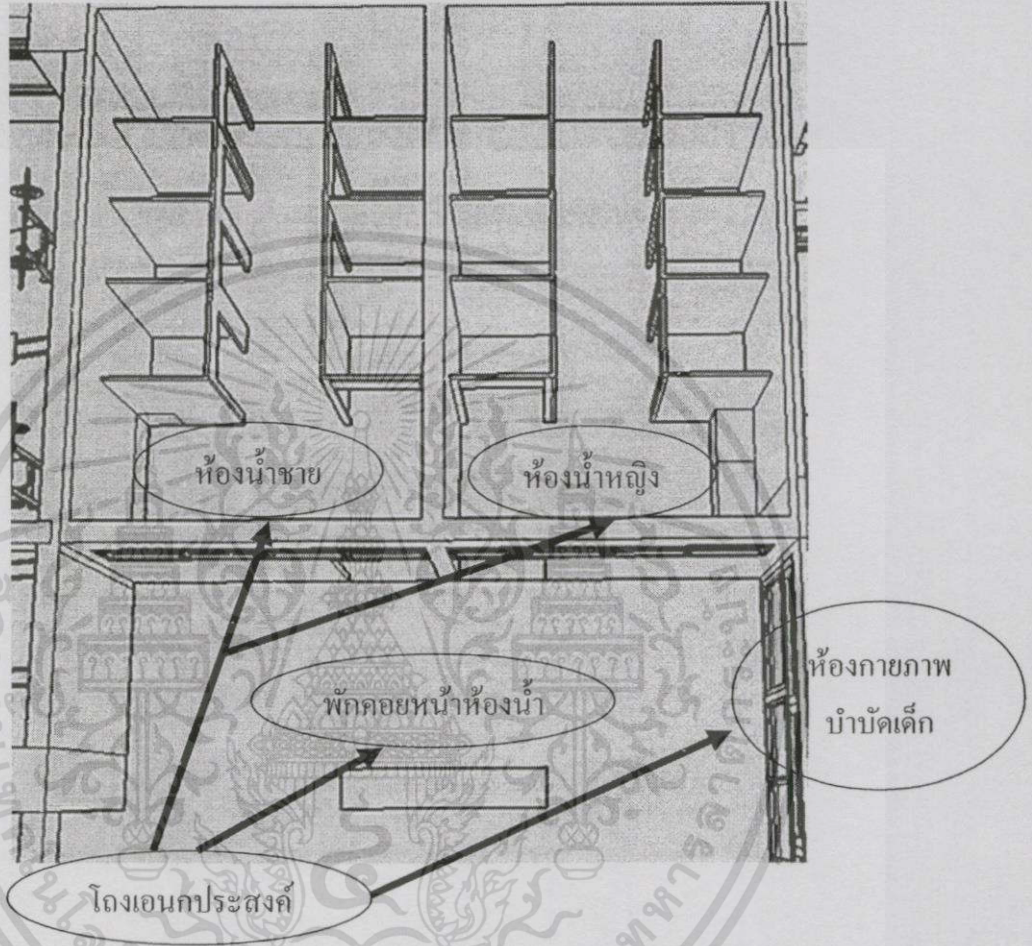 ห้องน้ำชาย
ห้องน้ำหญิง
ห้องกายภาพ
บำบัดเด็ก
พักคอยหน้าห้องน้ำ
โถงเอนกประสงค์